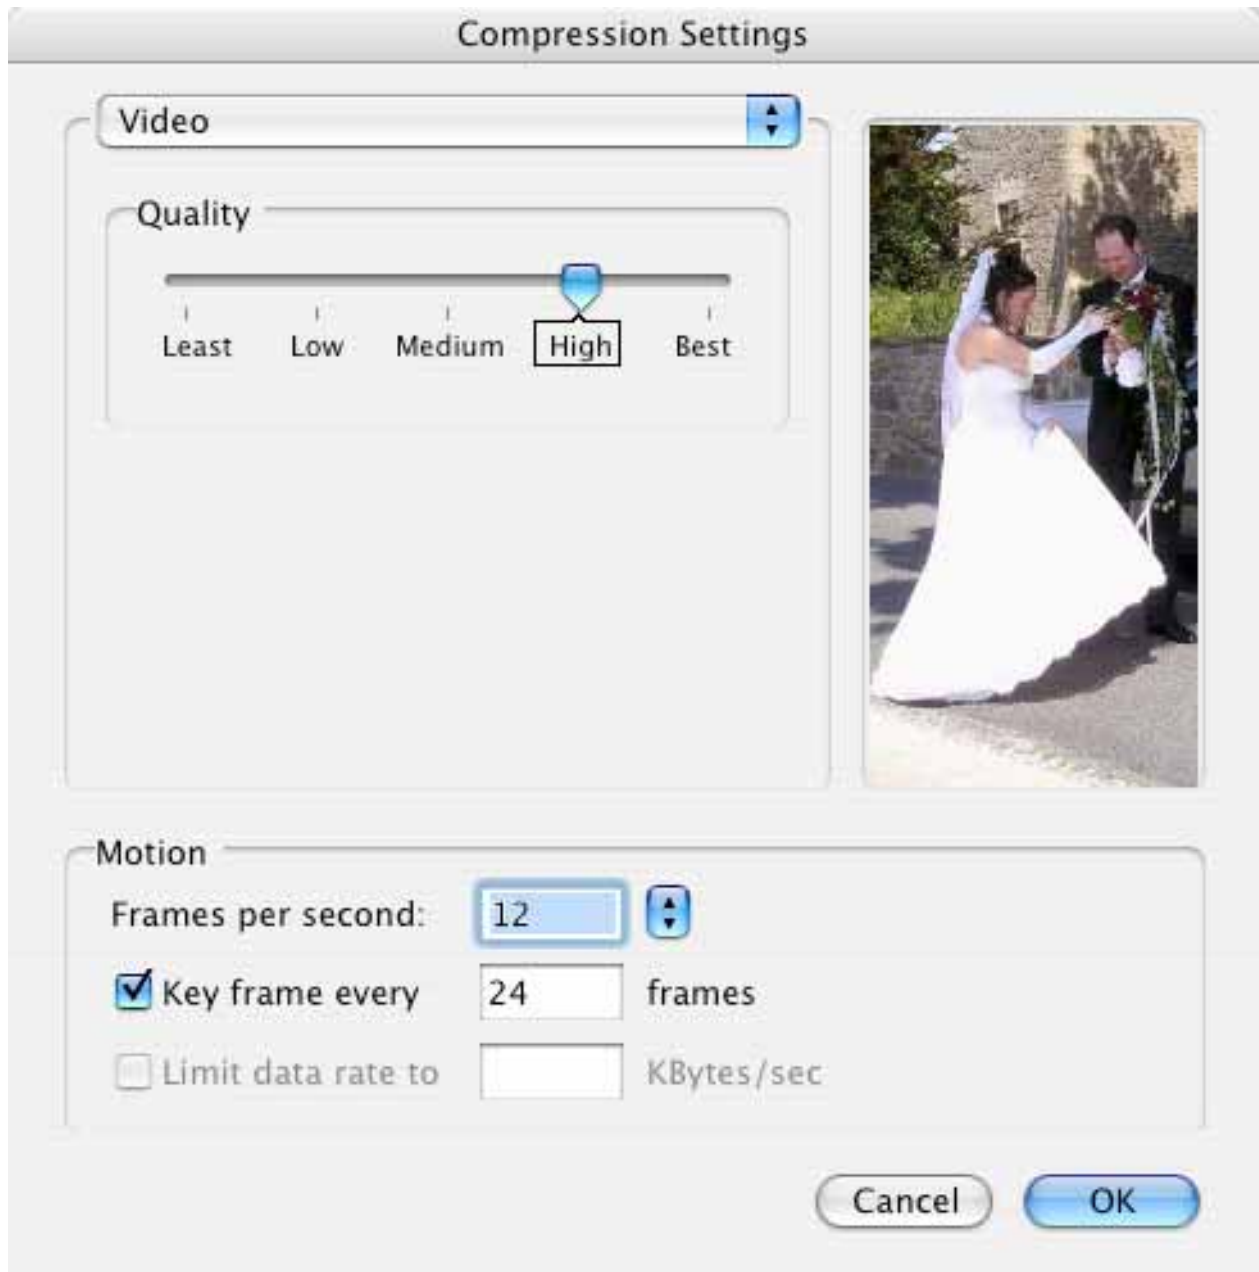 Compression Settings
Video
Quality
Least Low Medium High Best
Motion
Frames per second: 12
Key frame every 24 frames
Limit data rate to KBytes/sec
Cancel OK